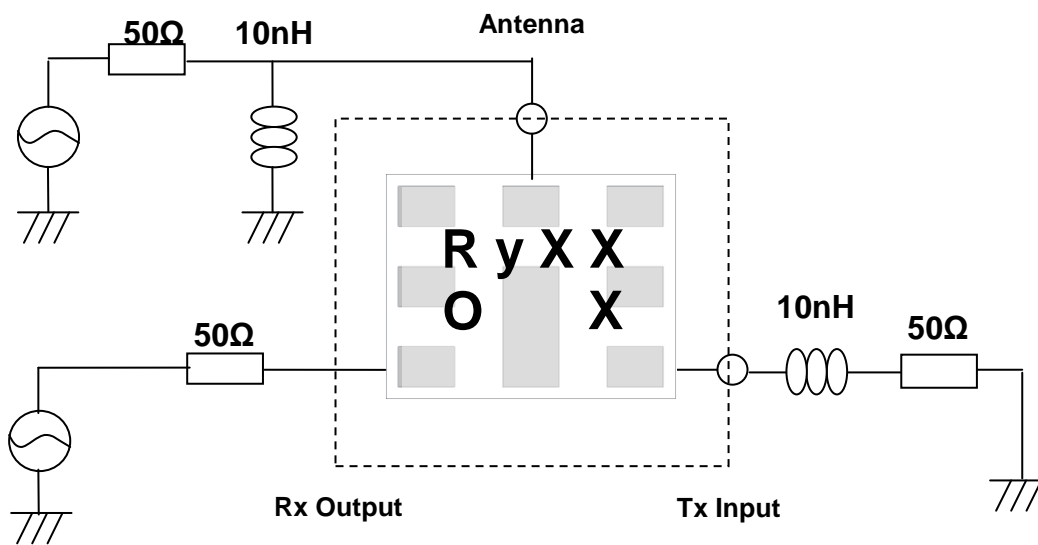 50Ω 10nH Antenna
R y X X
O X
10nH
50Ω 50Ω
Rx Output Tx Input